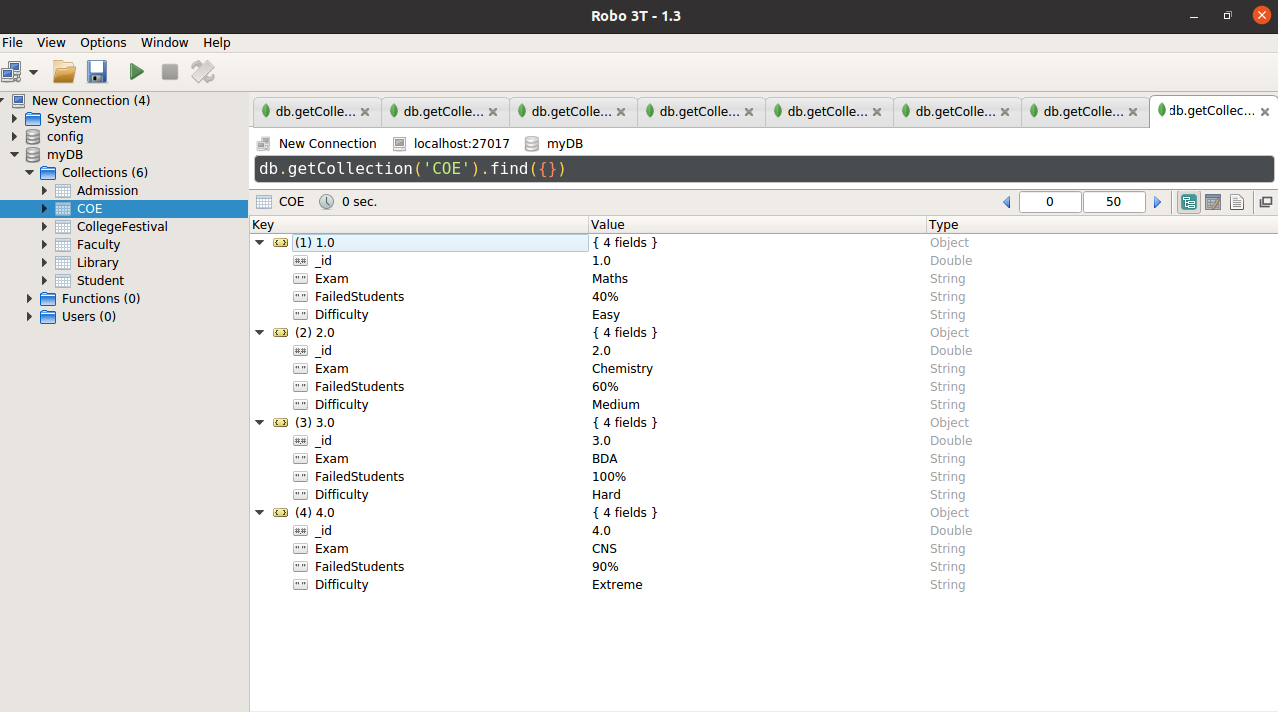 Robo 3T - 1.3
File View Options Window Help
New Connection (4)
System
config
myDB
Collections (6)
Admission
COE
CollegeFestival
Faculty
Library
Student
Functions (0)
Users (0)
db.getColle... db.getColle... db.getColle... db.getColle... db.getColle... db.getColle... db.getColle... db.getCollec...
New Connection localhost:27017 myDB
db.getCollection('COE').find({})
COE 0 sec. 0 50
Key Value Type
(1) 1.0 { 4 fields } Object
_id 1.0 Double
Exam Maths String
FailedStudents 40% String
Difficulty Easy String
(2) 2.0 { 4 fields } Object
_id 2.0 Double
Exam Chemistry String
FailedStudents 60% String
Difficulty Medium String
(3) 3.0 { 4 fields } Object
_id 3.0 Double
Exam BDA String
FailedStudents 100% String
Difficulty Hard String
(4) 4.0 { 4 fields } Object
_id 4.0 Double
Exam CNS String
FailedStudents 90% String
Difficulty Extreme String